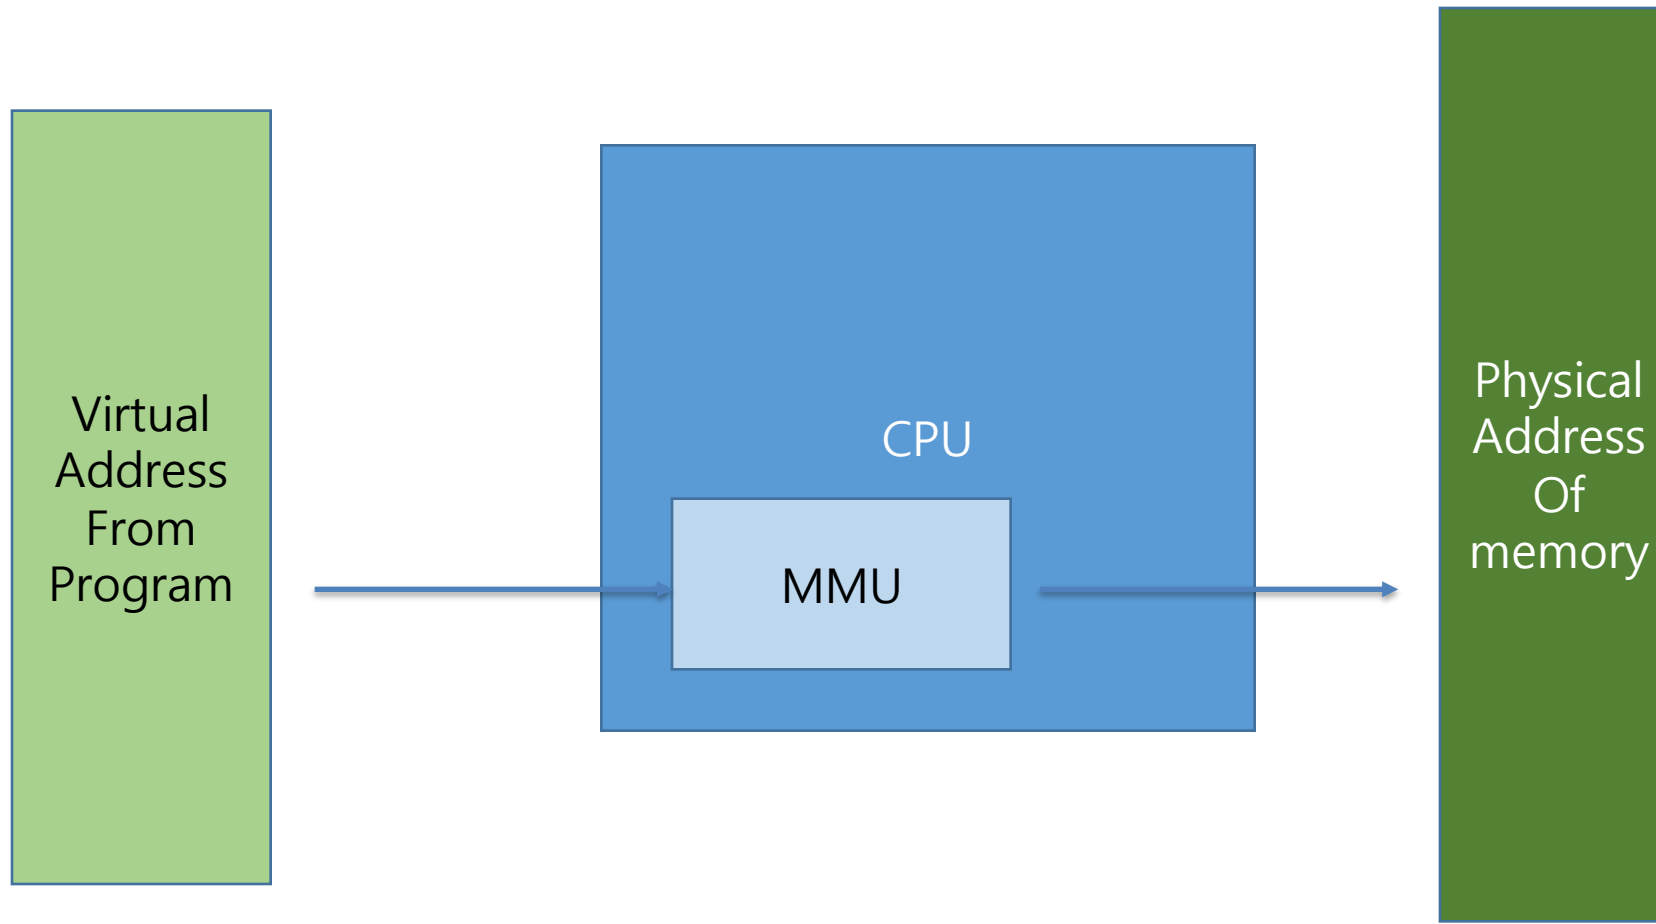 Virtual
Address
From
Program
CPU
MMU
Physical
Address
Of
memory